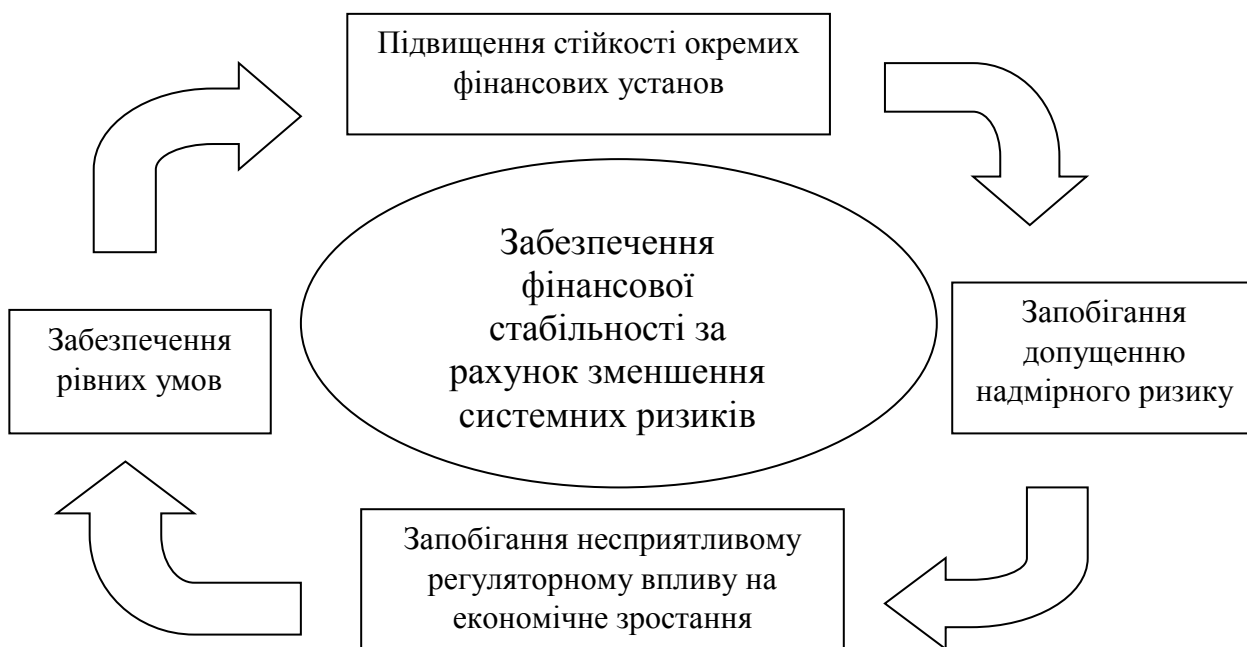 Підвищення стійкості окремих
фінансових установ
Забезпечення
фінансової
стабільності за
рахунок зменшення
системних ризиків
Забезпечення
рівних умов
Запобігання
допущенню
надмірного ризику
Запобігання несприятливому
регуляторному впливу на
економічне зростання